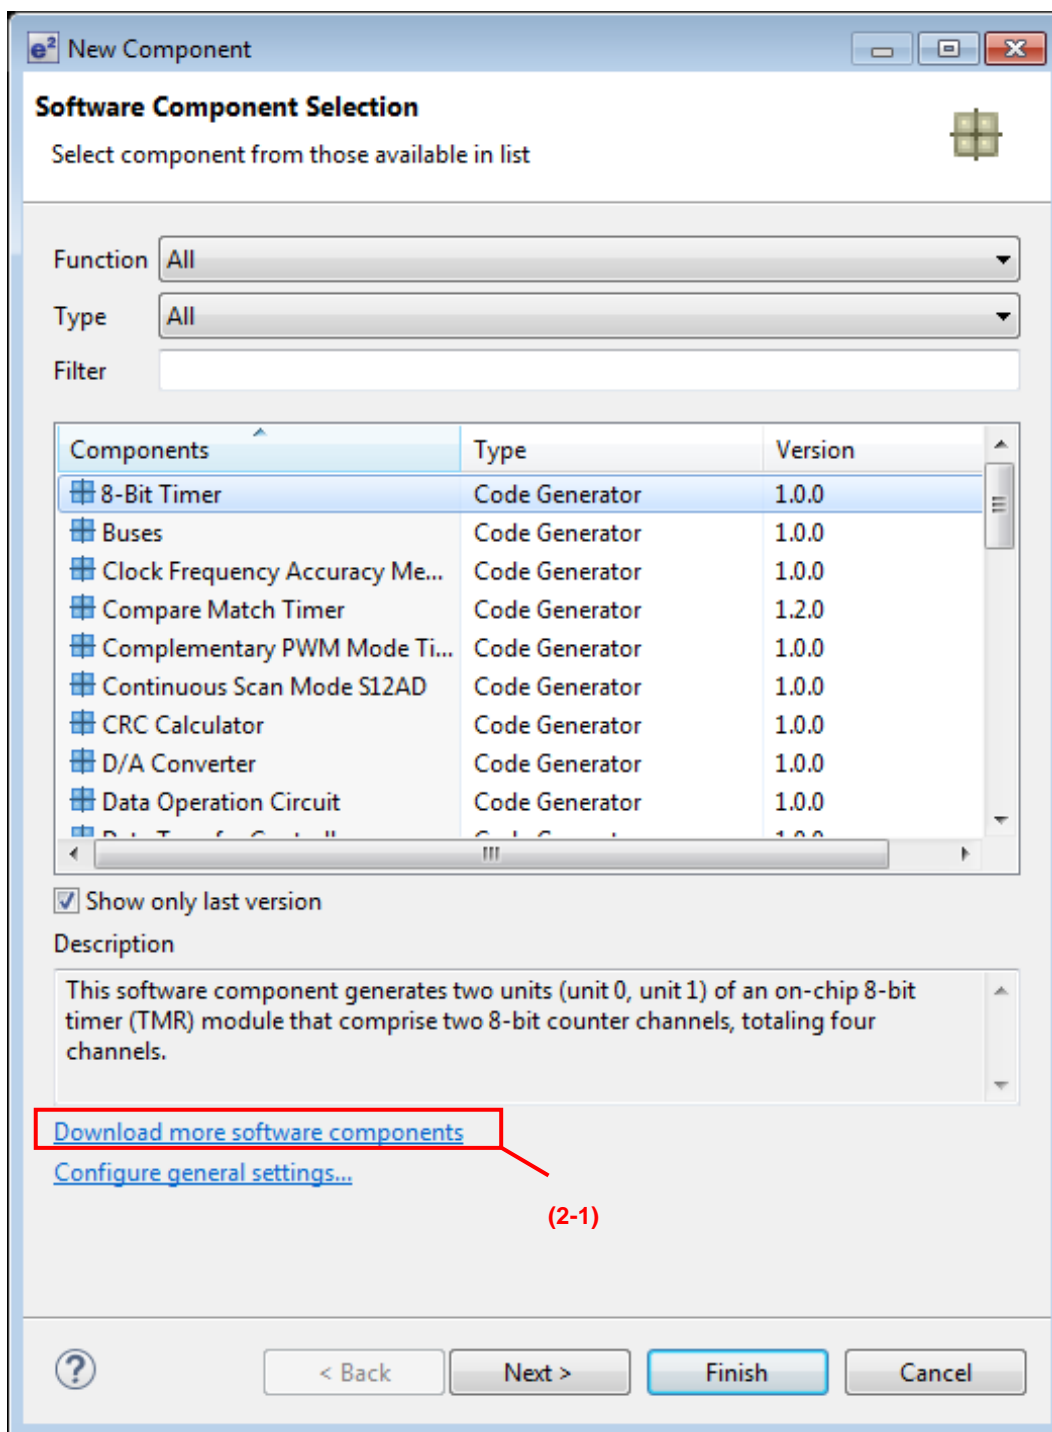 e² New Component
Software Component Selection
Select component from those available in list
Function All
Type All
Filter
Components Type Version
8-Bit Timer Code Generator 1.0.0
Buses Code Generator 1.0.0
Clock Frequency Accuracy Me... Code Generator 1.0.0
Compare Match Timer Code Generator 1.2.0
Complementary PWM Mode Ti... Code Generator 1.0.0
Continuous Scan Mode S12AD Code Generator 1.0.0
CRC Calculator Code Generator 1.0.0
D/A Converter Code Generator 1.0.0
Data Operation Circuit Code Generator 1.0.0
Show only last version
Description
This software component generates two units (unit 0, unit 1) of an on-chip 8-bit
timer (TMR) module that comprise two 8-bit counter channels, totaling four
channels.
Download more software components
Configure general settings...
(2-1)
? < Back Next > Finish Cancel